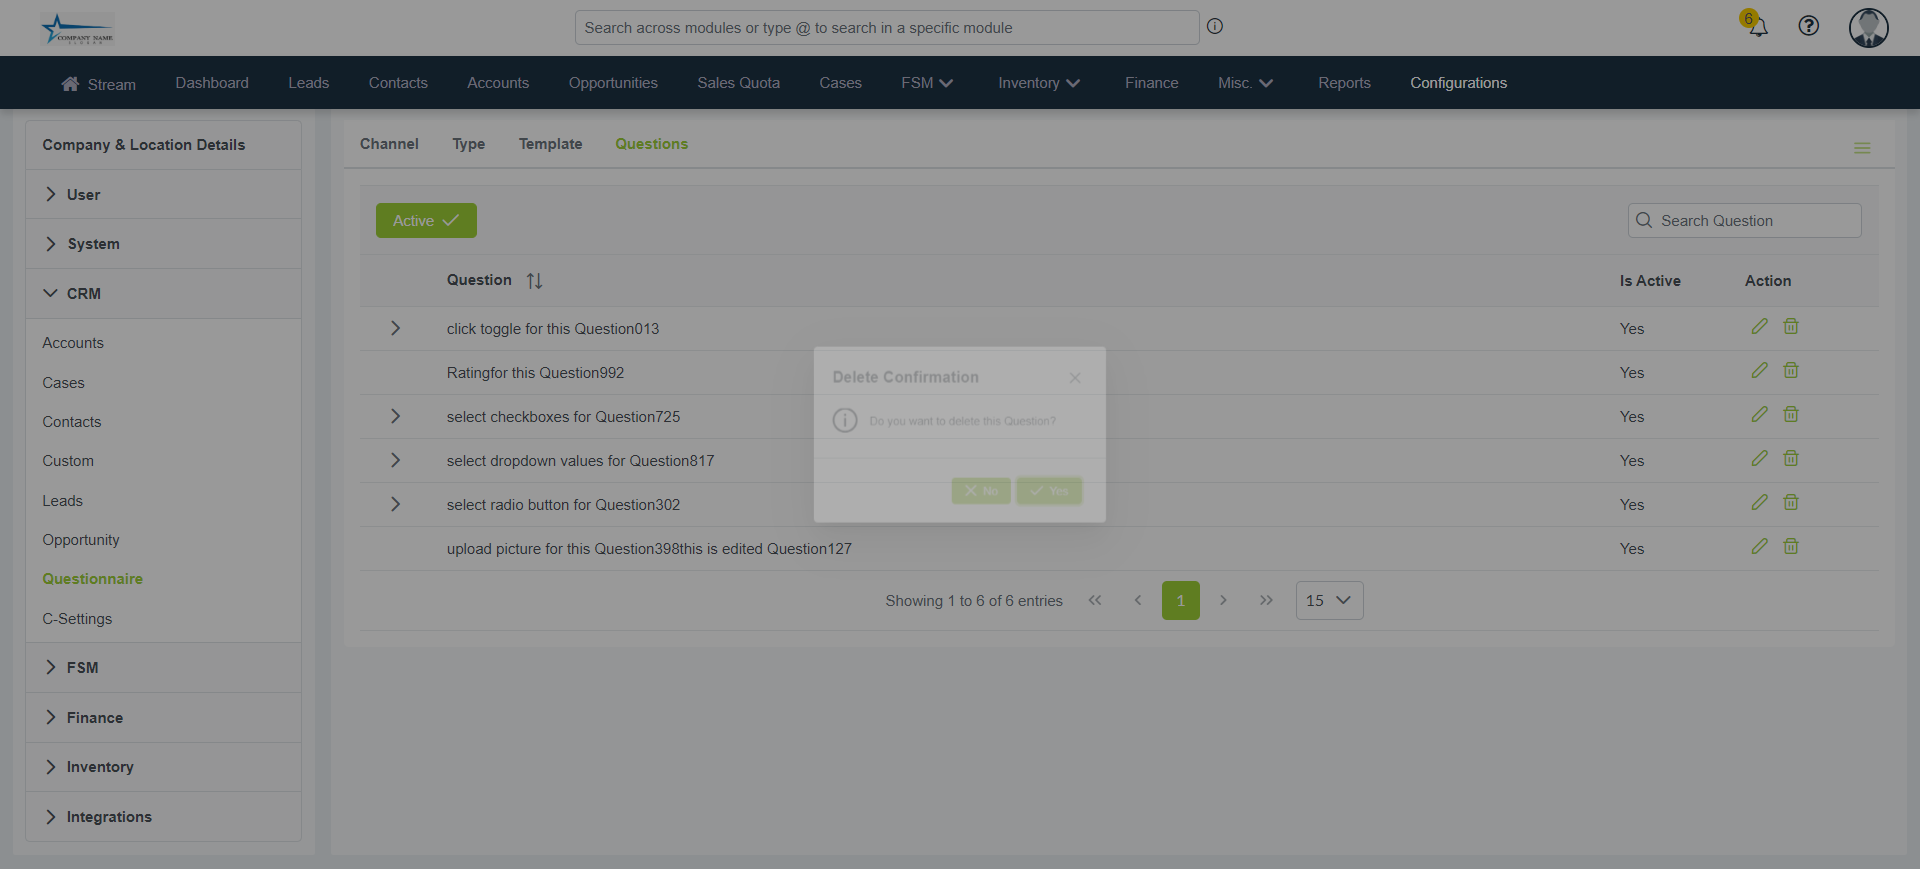 COMPANY NAME
Search across modules or type @ to search in a specific module
6
Stream
Dashboard
Leads
Contacts
Accounts
Opportunities
Sales Quota
Cases
FSM
Inventory
Finance
Misc.
Reports
Configurations
Company & Location Details
User
System
CRM
Accounts
Cases
Contacts
Custom
Leads
Opportunity
Questionnaire
C-Settings
FSM
Finance
Inventory
Integrations
Channel
Type
Template
Questions
Active
Search Question
Question
Is Active
Action
click toggle for this Question013
Yes
Ratingfor this Question992
Yes
select checkboxes for Question725
Yes
select dropdown values for Question817
Yes
select radio button for Question302
Yes
upload picture for this Question398this is edited Question127
Yes
Showing 1 to 6 of 6 entries
1
15
Delete Confirmation
Do you want to delete this Question?
No
Yes